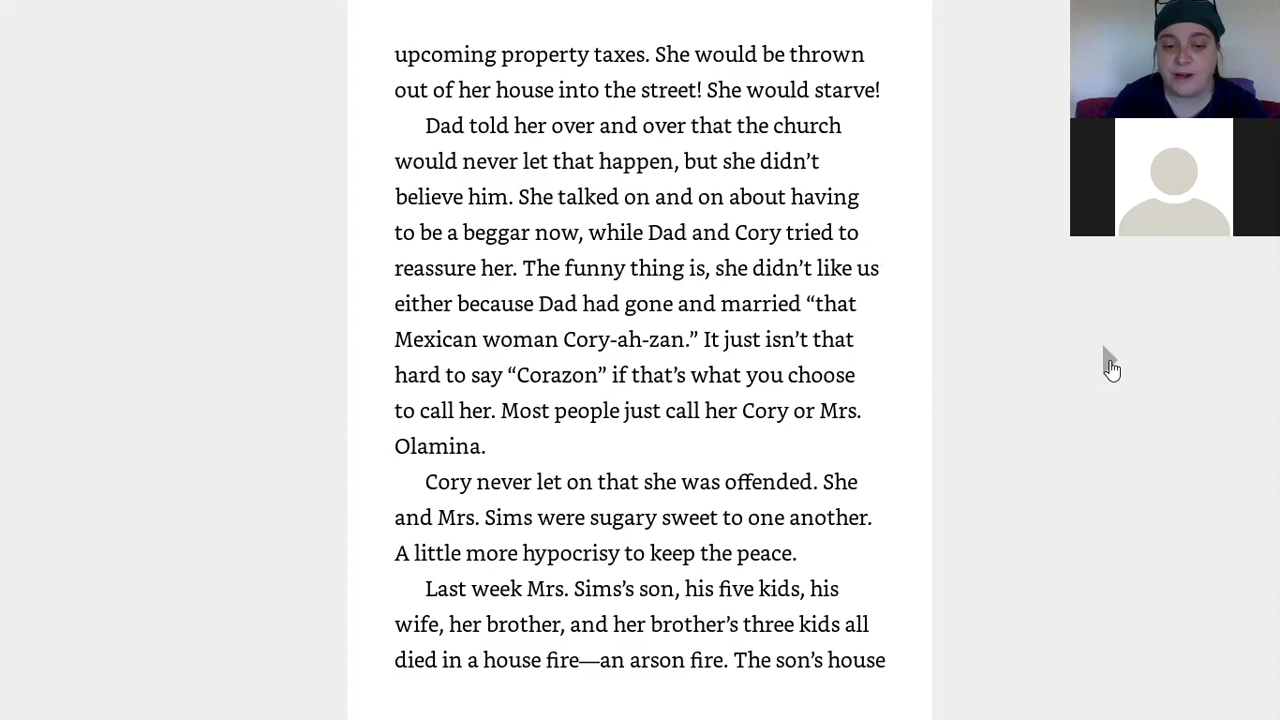 upcoming property taxes. She would be thrown
out of her house into the street! She would starve!
Dad told her over and over that the church
would never let that happen, but she didn’t
believe him. She talked on and on about having
to be a beggar now, while Dad and Cory tried to
reassure her. The funny thing is, she didn’t like us
either because Dad had gone and married “that
Mexican woman Cory-ah-zan.” It just isn’t that
hard to say “Corazon” if that’s what you choose
to call her. Most people just call her Cory or Mrs.
Olamina.
Cory never let on that she was offended. She
and Mrs. Sims were sugary sweet to one another.
A little more hypocrisy to keep the peace.
Last week Mrs. Sims’s son, his five kids, his
wife, her brother, and her brother’s three kids all
died in a house fire—an arson fire. The son’s house